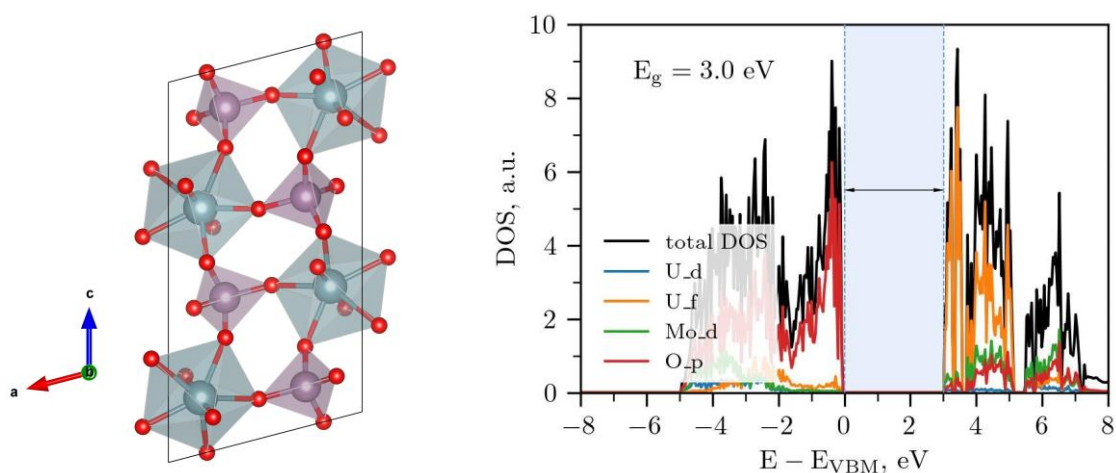 c
b
a
DOS, a.u.
10
8
6
4
2
0
E_g = 3.0 eV
total DOS
U_d
U_f
Mo_d
O_p
−8 −6 −4 −2 0 2 4 6 8
E − E_VBM, eV